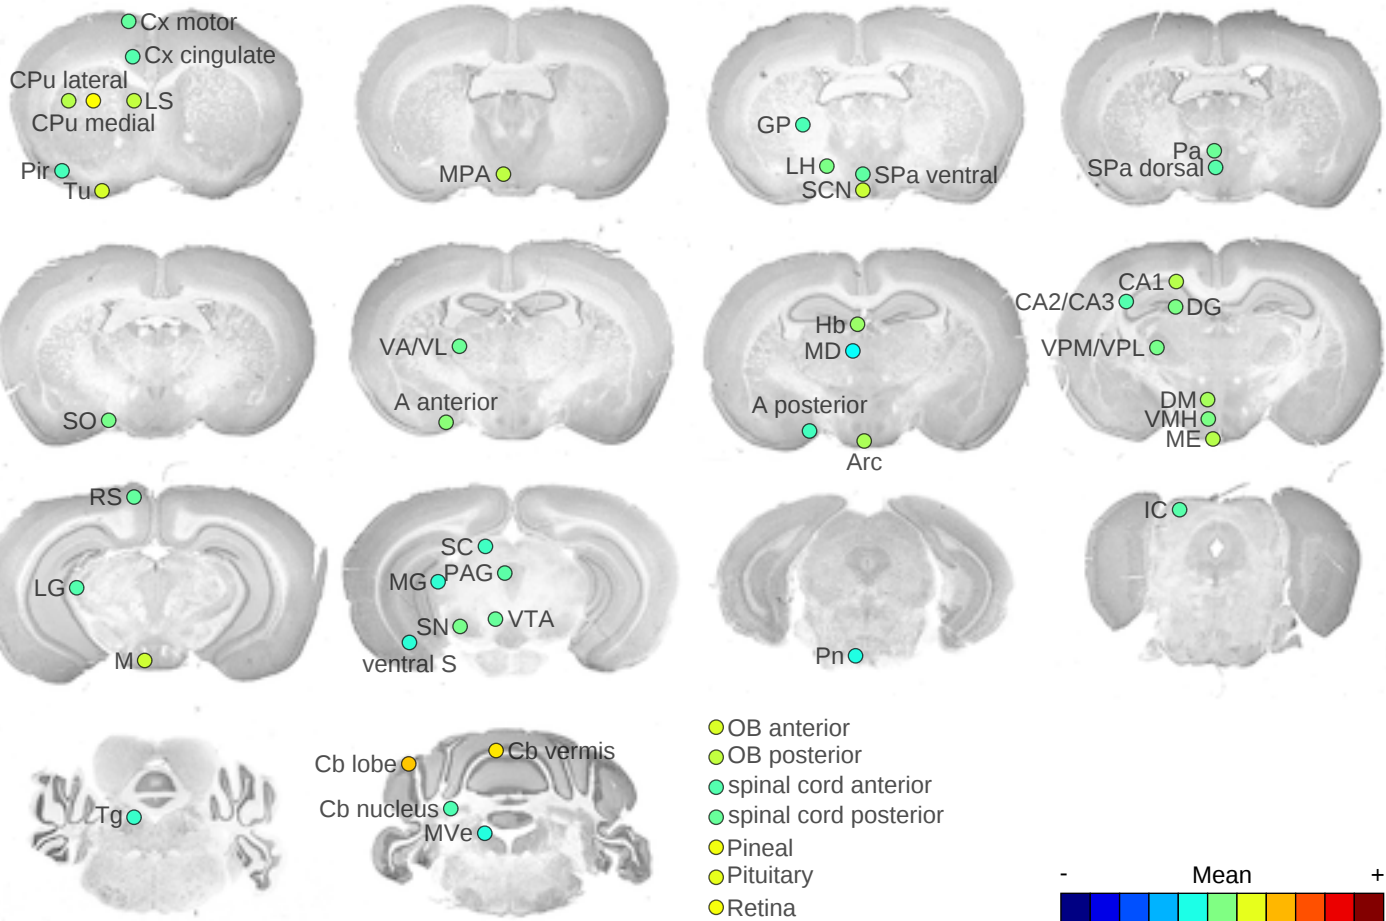 Cx motor
Cx cingulate
CPu lateral
LS
CPu medial
Pir
Tu
MPA
GP
LH
SPa ventral
SCN
Pa
SPa dorsal
SO
VA/VL
A anterior
Hb
MD
A posterior
Arc
CA1
CA2/CA3
DG
VPM/VPL
DM
VMH
ME
RS
LG
M
SC
MG
PAG
SN
VTA
ventral S
Pn
IC
Tg
Cb lobe
Cb vermis
Cb nucleus
MVe
OB anterior
OB posterior
spinal cord anterior
spinal cord posterior
Pineal
Pituitary
Retina
- Mean +